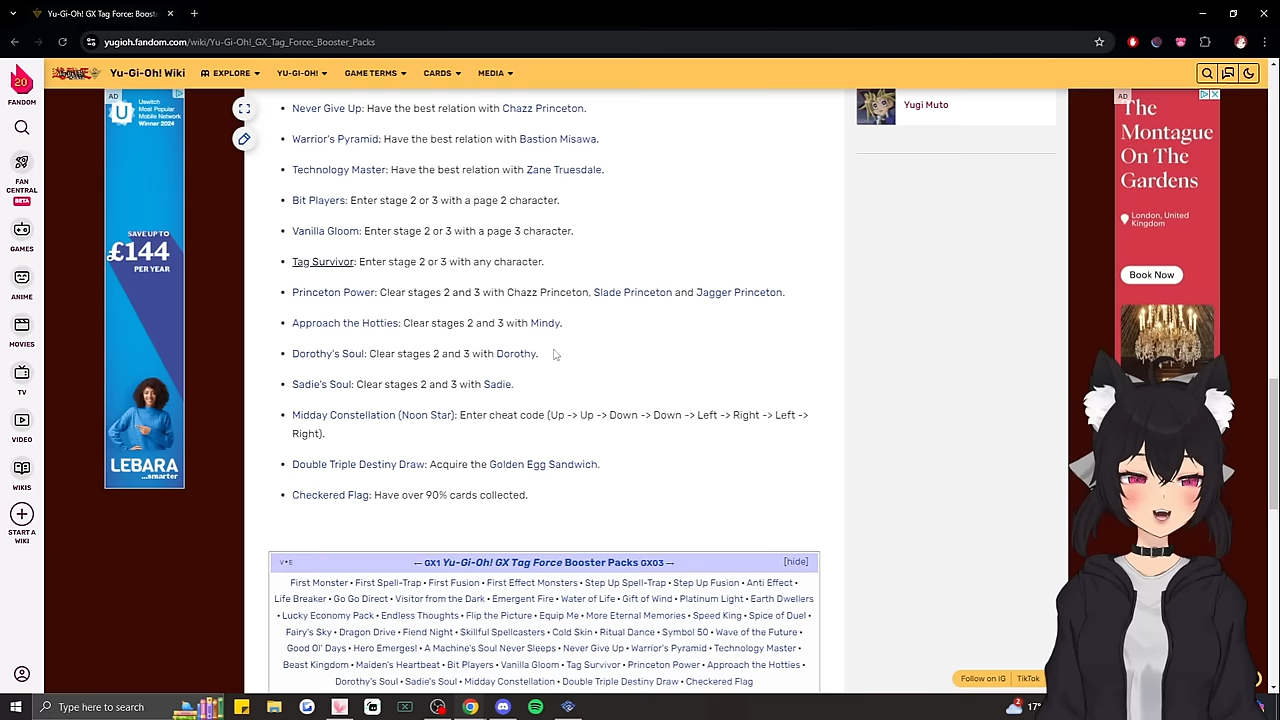 Yu-Gi-Oh! GX Tag Force: Booste
yugioh.fandom.com/wiki/Yu-Gi-Oh!_GX_Tag_Force:_Booster_Packs
20
FANDOM
FAN CENTRAL
BETA
GAMES
ANIME
MOVIES
TV
VIDEO
WIKIS
START A WIKI
Yu-Gi-Oh! Wiki
EXPLORE
YU-GI-OH!
GAME TERMS
CARDS
MEDIA
AD
Uswitch
Most Popular
Mobile Network
Winner 2024
SAVE UP TO
£144
PER YEAR
LEBARA
...smarter
• Never Give Up: Have the best relation with Chazz Princeton.
• Warrior's Pyramid: Have the best relation with Bastion Misawa.
• Technology Master: Have the best relation with Zane Truesdale.
• Bit Players: Enter stage 2 or 3 with a page 2 character.
• Vanilla Gloom: Enter stage 2 or 3 with a page 3 character.
• Tag Survivor: Enter stage 2 or 3 with any character.
• Princeton Power: Clear stages 2 and 3 with Chazz Princeton, Slade Princeton and Jagger Princeton.
• Approach the Hotties: Clear stages 2 and 3 with Mindy.
• Dorothy's Soul: Clear stages 2 and 3 with Dorothy.
• Sadie's Soul: Clear stages 2 and 3 with Sadie.
• Midday Constellation (Noon Star): Enter cheat code (Up -> Up -> Down -> Down -> Left -> Right -> Left ->
Right).
• Double Triple Destiny Draw: Acquire the Golden Egg Sandwich.
• Checkered Flag: Have over 90% cards collected.
V•E
← GX1 Yu-Gi-Oh! GX Tag Force Booster Packs GX03 →
[hide]
First Monster • First Spell-Trap • First Fusion • First Effect Monsters • Step Up Spell-Trap • Step Up Fusion • Anti Effect •
Life Breaker • Go Go Direct • Visitor from the Dark • Emergent Fire • Water of Life • Gift of Wind • Platinum Light • Earth Dwellers
• Lucky Economy Pack • Endless Thoughts • Flip the Picture • Equip Me • More Eternal Memories • Speed King • Spice of Duel •
Fairy's Sky • Dragon Drive • Fiend Night • Skillful Spellcasters • Cold Skin • Ritual Dance • Symbol 50 • Wave of the Future •
Good Ol' Days • Hero Emerges! • A Machine's Soul Never Sleeps • Never Give Up • Warrior's Pyramid • Technology Master •
Beast Kingdom • Maiden's Heartbeat • Bit Players • Vanilla Gloom • Tag Survivor • Princeton Power • Approach the Hotties •
Dorothy's Soul • Sadie's Soul • Midday Constellation • Double Triple Destiny Draw • Checkered Flag
Yugi Muto
AD
The
Montague
On The
Gardens
London, United
Kingdom
Book Now
Follow on IG
TikTok
Type here to search
2
17°